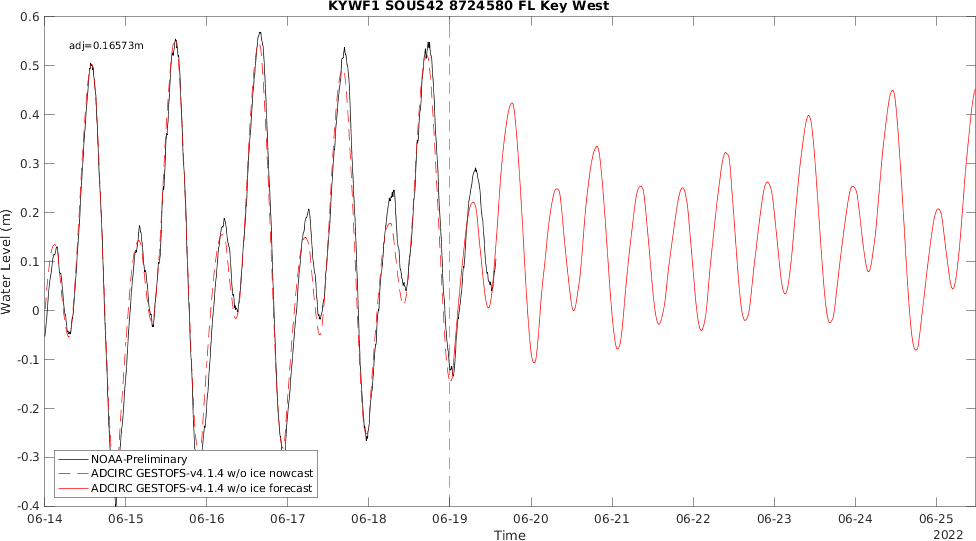 KYWF1 SOUS42 8724580 FL Key West
adj=0.16573m
Water Level (m)
0.6
0.5
0.4
0.3
0.2
0.1
0
-0.1
-0.2
-0.3
-0.4
NOAA-Preliminary
ADCIRC GESTOFS-v4.1.4 w/o ice nowcast
ADCIRC GESTOFS-v4.1.4 w/o ice forecast
06-14 06-15 06-16 06-17 06-18 06-19 06-20 06-21 06-22 06-23 06-24 06-25
Time
2022